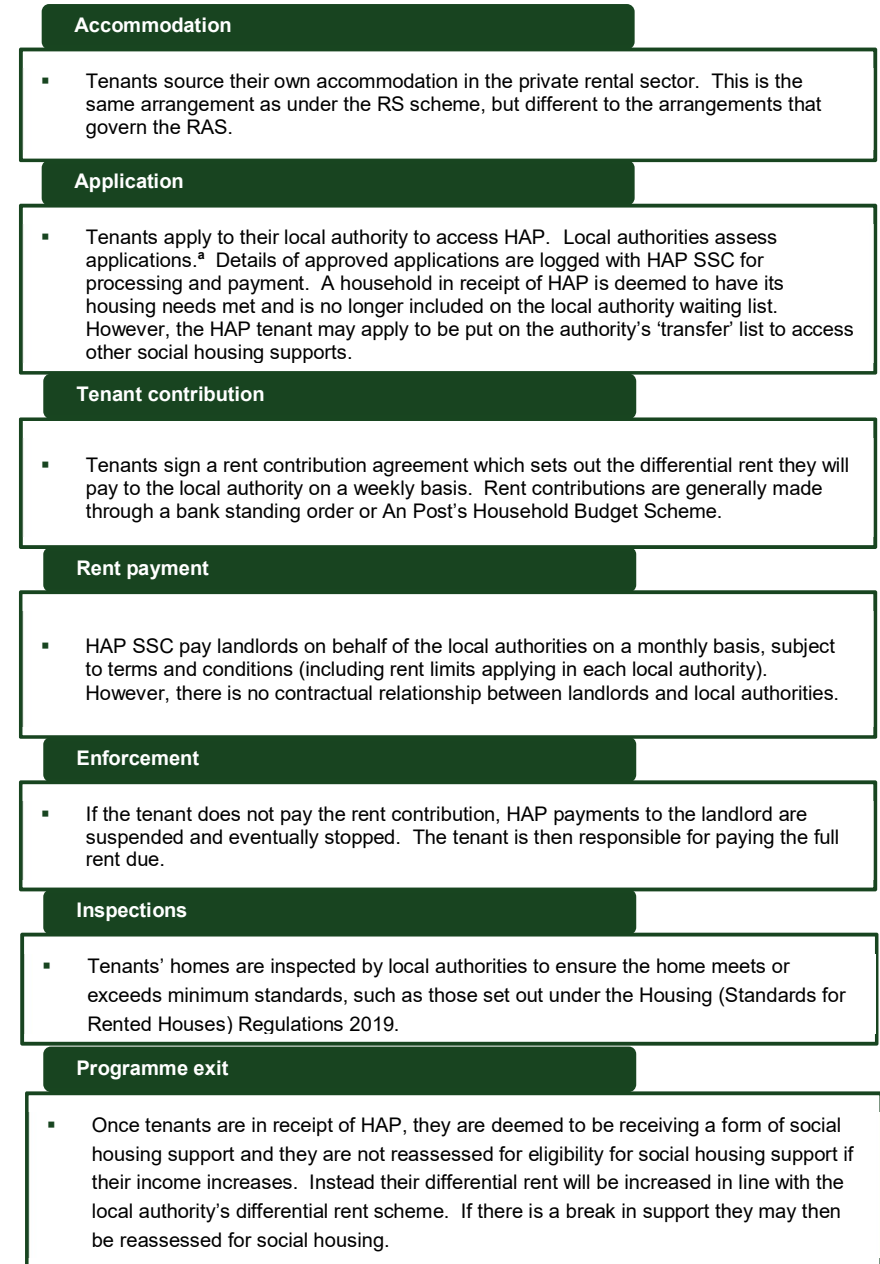 Accommodation
▪ Tenants source their own accommodation in the private rental sector. This is the
same arrangement as under the RS scheme, but different to the arrangements that
govern the RAS.
Application
▪ Tenants apply to their local authority to access HAP. Local authorities assess
applications.ᵃ Details of approved applications are logged with HAP SSC for
processing and payment. A household in receipt of HAP is deemed to have its
housing needs met and is no longer included on the local authority waiting list.
However, the HAP tenant may apply to be put on the authority’s ‘transfer’ list to access
other social housing supports.
Tenant contribution
▪ Tenants sign a rent contribution agreement which sets out the differential rent they will
pay to the local authority on a weekly basis. Rent contributions are generally made
through a bank standing order or An Post’s Household Budget Scheme.
Rent payment
▪ HAP SSC pay landlords on behalf of the local authorities on a monthly basis, subject
to terms and conditions (including rent limits applying in each local authority).
However, there is no contractual relationship between landlords and local authorities.
Enforcement
▪ If the tenant does not pay the rent contribution, HAP payments to the landlord are
suspended and eventually stopped. The tenant is then responsible for paying the full
rent due.
Inspections
▪ Tenants’ homes are inspected by local authorities to ensure the home meets or
exceeds minimum standards, such as those set out under the Housing (Standards for
Rented Houses) Regulations 2019.
Programme exit
▪ Once tenants are in receipt of HAP, they are deemed to be receiving a form of social
housing support and they are not reassessed for eligibility for social housing support if
their income increases. Instead their differential rent will be increased in line with the
local authority’s differential rent scheme. If there is a break in support they may then
be reassessed for social housing.